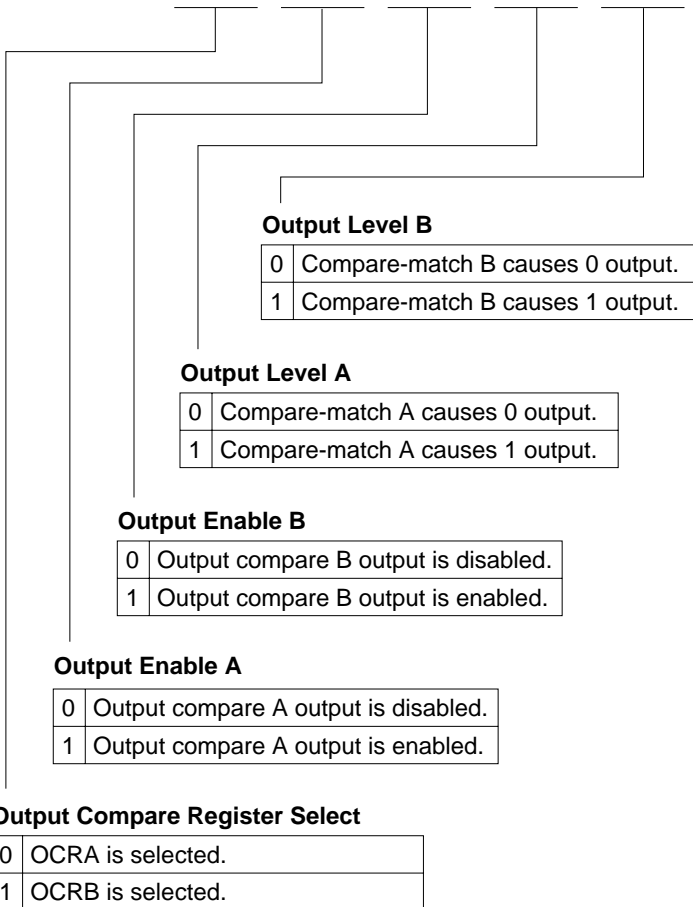 Output Level B
0 Compare-match B causes 0 output.
1 Compare-match B causes 1 output.
Output Level A
0 Compare-match A causes 0 output.
1 Compare-match A causes 1 output.
Output Enable B
0 Output compare B output is disabled.
1 Output compare B output is enabled.
Output Enable A
0 Output compare A output is disabled.
1 Output compare A output is enabled.
Output Compare Register Select
0 OCRA is selected.
1 OCRB is selected.